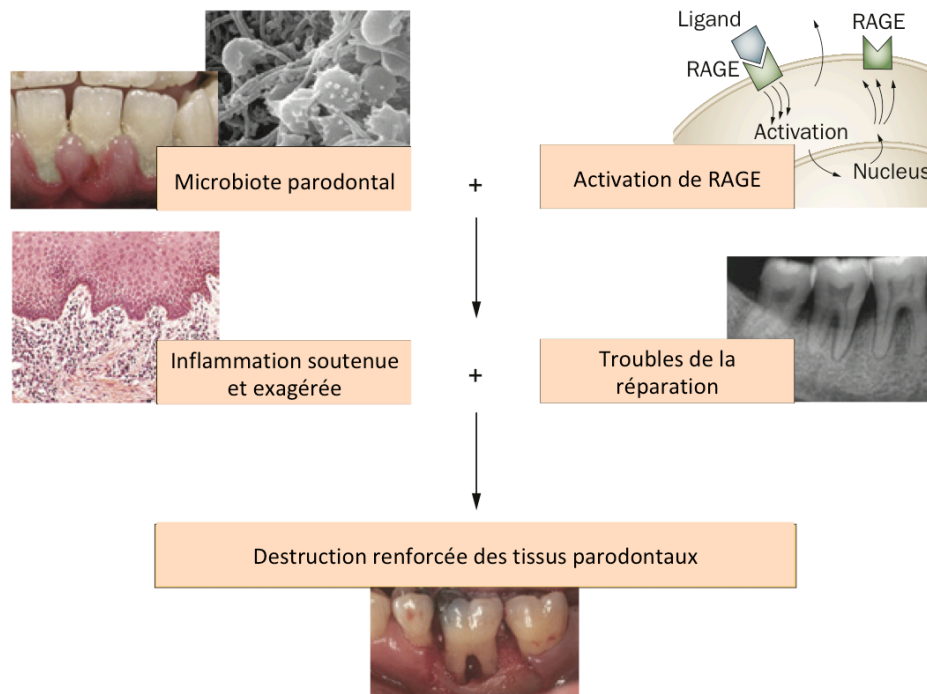 Ligand
RAGE
RAGE
Activation
Nucleus
Microbiote parodontal
+
Activation de RAGE
Inflammation soutenue
et exagérée
+
Troubles de la
réparation
Destruction renforcée des tissus parodontaux